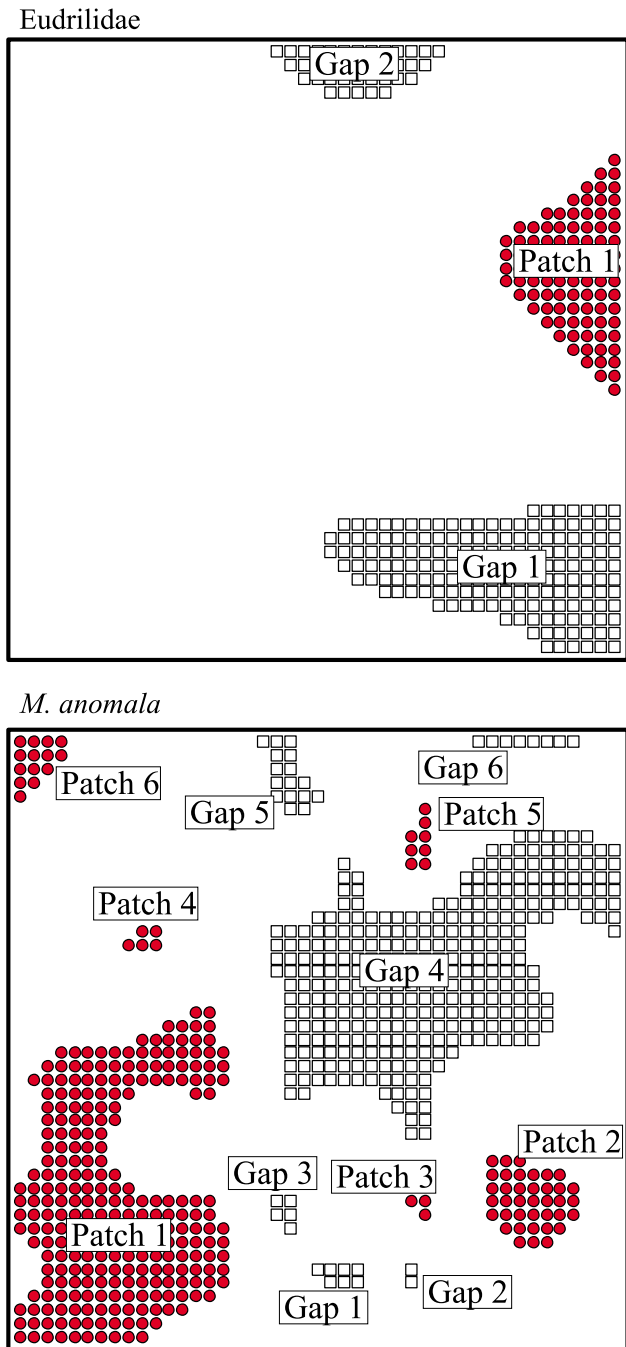 Eudrilidae
Gap 2
Patch 1
Gap 1
M. anomala
Gap 6
Patch 6
Gap 5
Patch 5
Patch 4
Gap 4
Patch 2
Gap 3
Patch 3
Patch 1
Gap 2
Gap 1